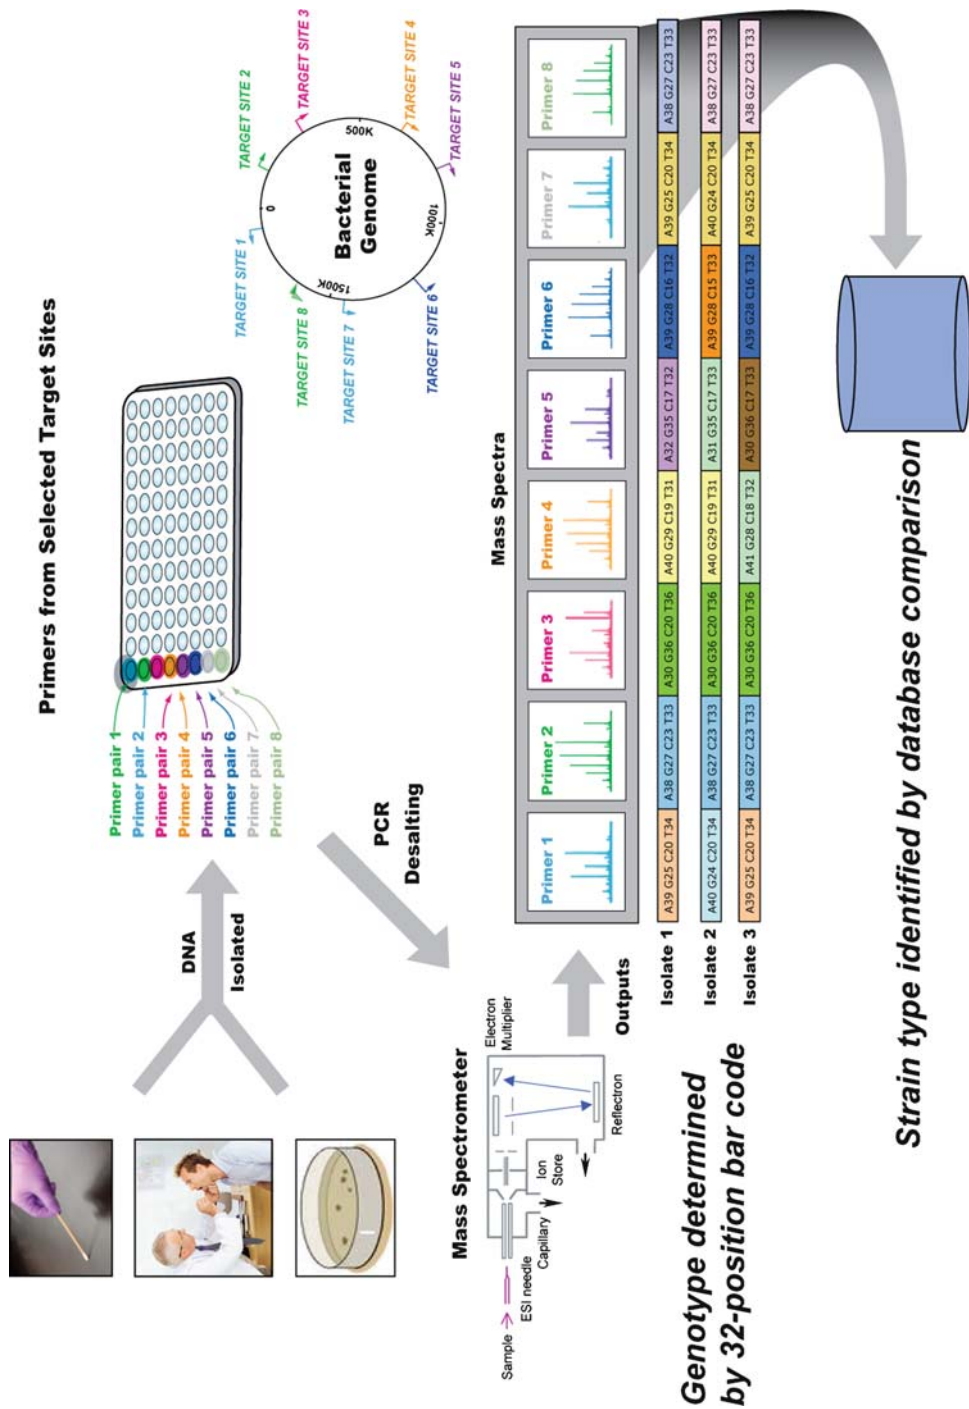 Primers from Selected Target Sites
DNA
Isolated
Primer pair 1
Primer pair 2
Primer pair 3
Primer pair 4
Primer pair 5
Primer pair 6
Primer pair 7
Primer pair 8
TARGET SITE 1
TARGET SITE 2
TARGET SITE 3
TARGET SITE 4
TARGET SITE 5
TARGET SITE 6
TARGET SITE 7
TARGET SITE 8
0
500K
1000K
1500K
Bacterial
Genome
PCR
Desalting
Mass Spectrometer
Sample
ESI needle
Capillary
Ion
Store
Electron
Multiplier
Reflectron
Outputs
Mass Spectra
Primer 1
Primer 2
Primer 3
Primer 4
Primer 5
Primer 6
Primer 7
Primer 8
Isolate 1
A39 G25 C20 T34
A38 G27 C23 T33
A30 G36 C20 T36
A40 G29 C19 T31
A32 G35 C17 T32
A39 G28 C16 T32
A39 G25 C20 T34
A38 G27 C23 T33
Isolate 2
A40 G24 C20 T34
A38 G27 C23 T33
A30 G36 C20 T36
A40 G29 C19 T31
A31 G35 C17 T33
A39 G28 C15 T33
A40 G24 C20 T34
A38 G27 C23 T33
Isolate 3
A39 G25 C20 T34
A38 G27 C23 T33
A30 G36 C20 T36
A41 G28 C18 T32
A30 G36 C17 T33
A39 G28 C16 T32
A39 G25 C20 T34
A38 G27 C23 T33
Genotype determined
by 32-position bar code
Strain type identified by database comparison